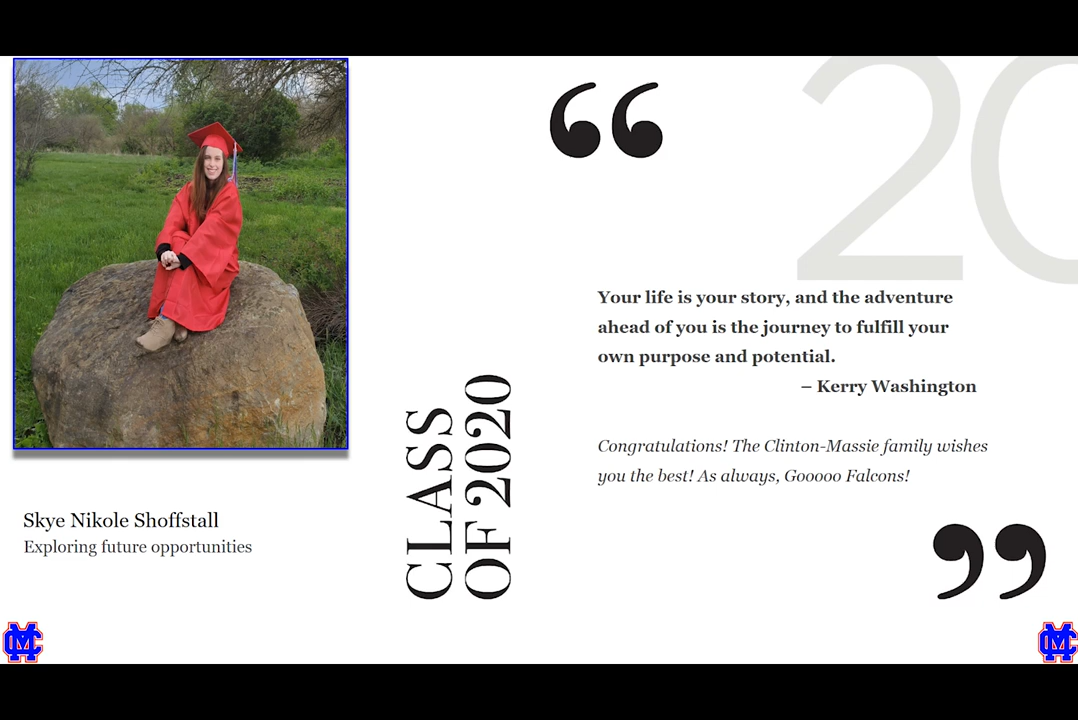 20
Your life is your story, and the adventure
ahead of you is the journey to fulfill your
own purpose and potential.
– Kerry Washington
Congratulations! The Clinton-Massie family wishes
you the best! As always, Gooooo Falcons!
CLASS
OF 2020
Skye Nikole Shoffstall
Exploring future opportunities
CM
CM